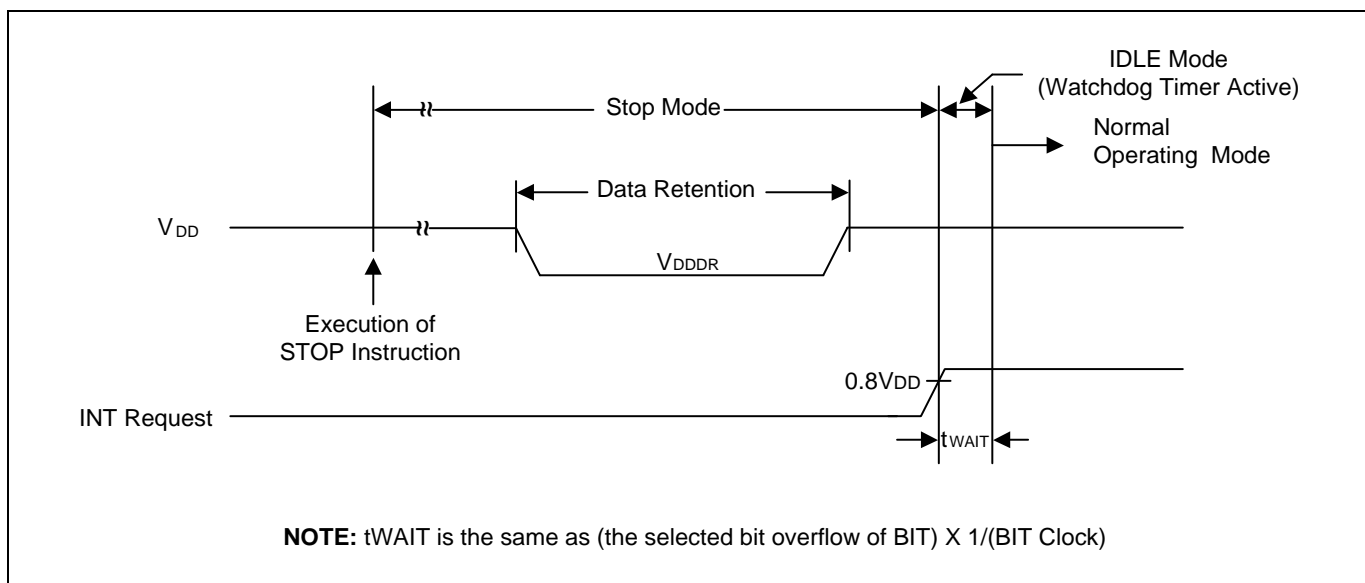 IDLE Mode
(Watchdog Timer Active)
Stop Mode
Normal
Operating Mode
Data Retention
VDD
VDDDR
Execution of
STOP Instruction
0.8VDD
INT Request
tWAIT
NOTE: tWAIT is the same as (the selected bit overflow of BIT) X 1/(BIT Clock)